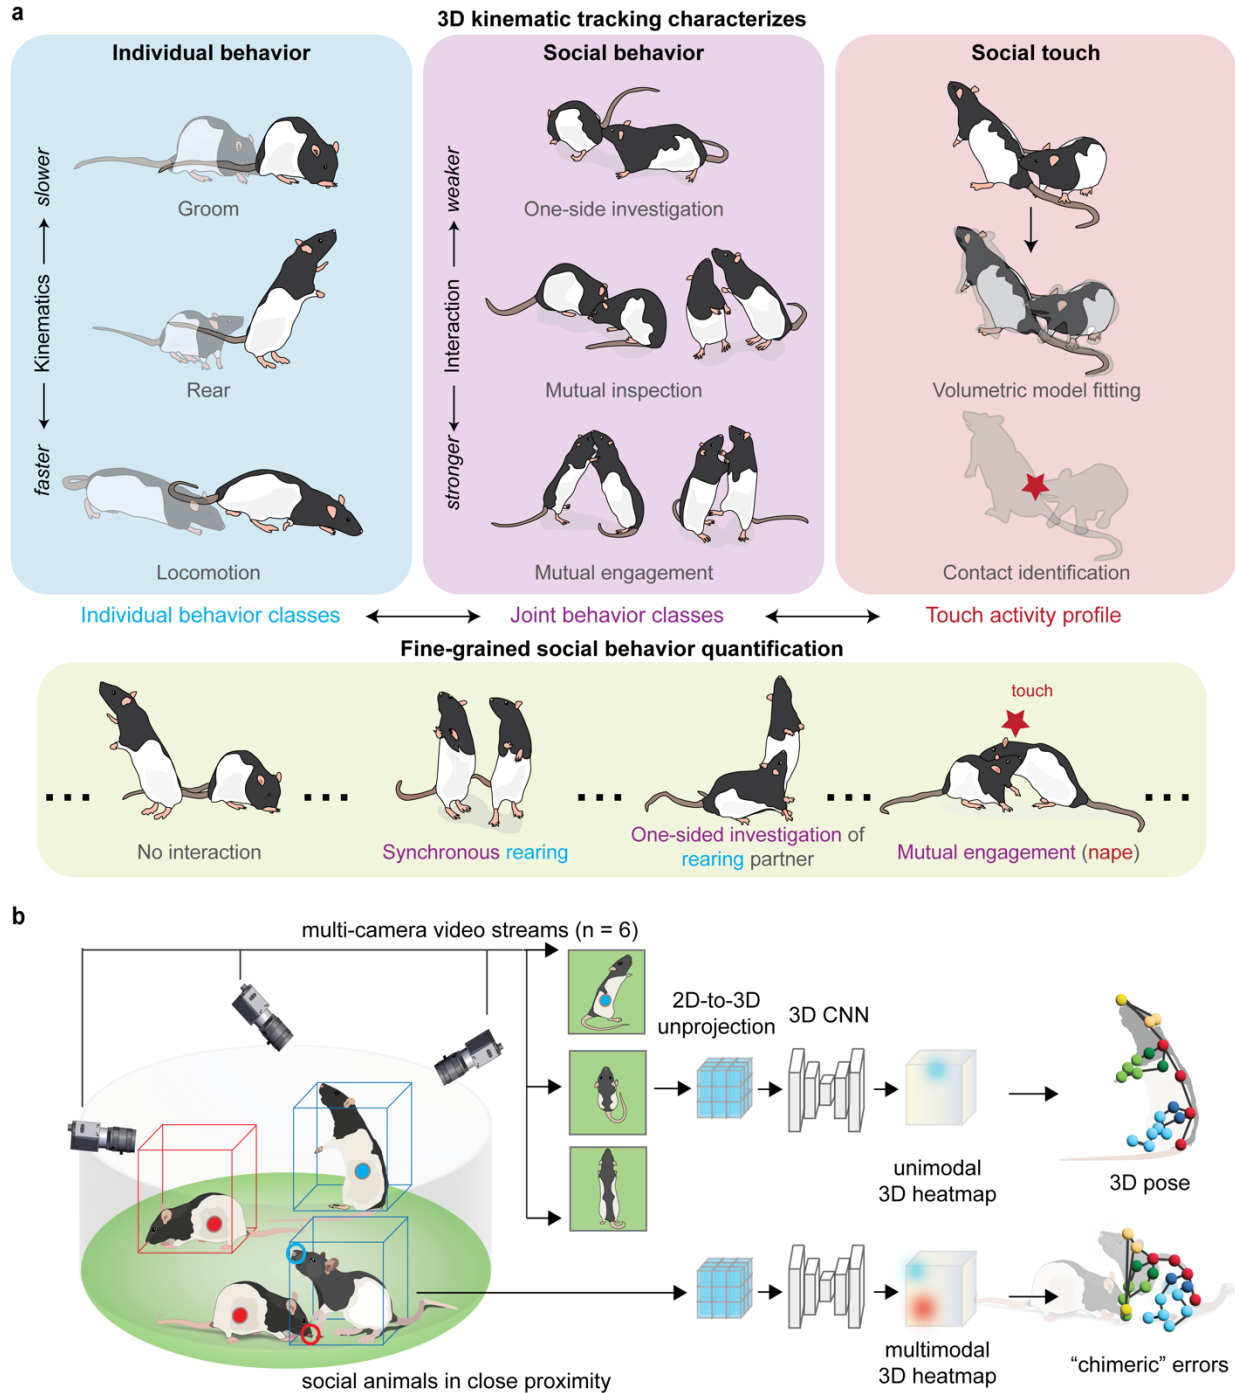 a
3D kinematic tracking characterizes
Individual behavior
Social behavior
Social touch
slower
Kinematics
faster
Groom
Rear
Locomotion
weaker
Interaction
stronger
One-side investigation
Mutual inspection
Mutual engagement
Volumetric model fitting
Contact identification
Individual behavior classes
Joint behavior classes
Touch activity profile
Fine-grained social behavior quantification
touch
...
...
...
...
...
No interaction
Synchronous rearing
One-sided investigation of
rearing partner
Mutual engagement (nape)
b
multi-camera video streams (n = 6)
2D-to-3D
unprojection
3D CNN
unimodal
3D heatmap
3D pose
multimodal
3D heatmap
“chimeric” errors
social animals in close proximity